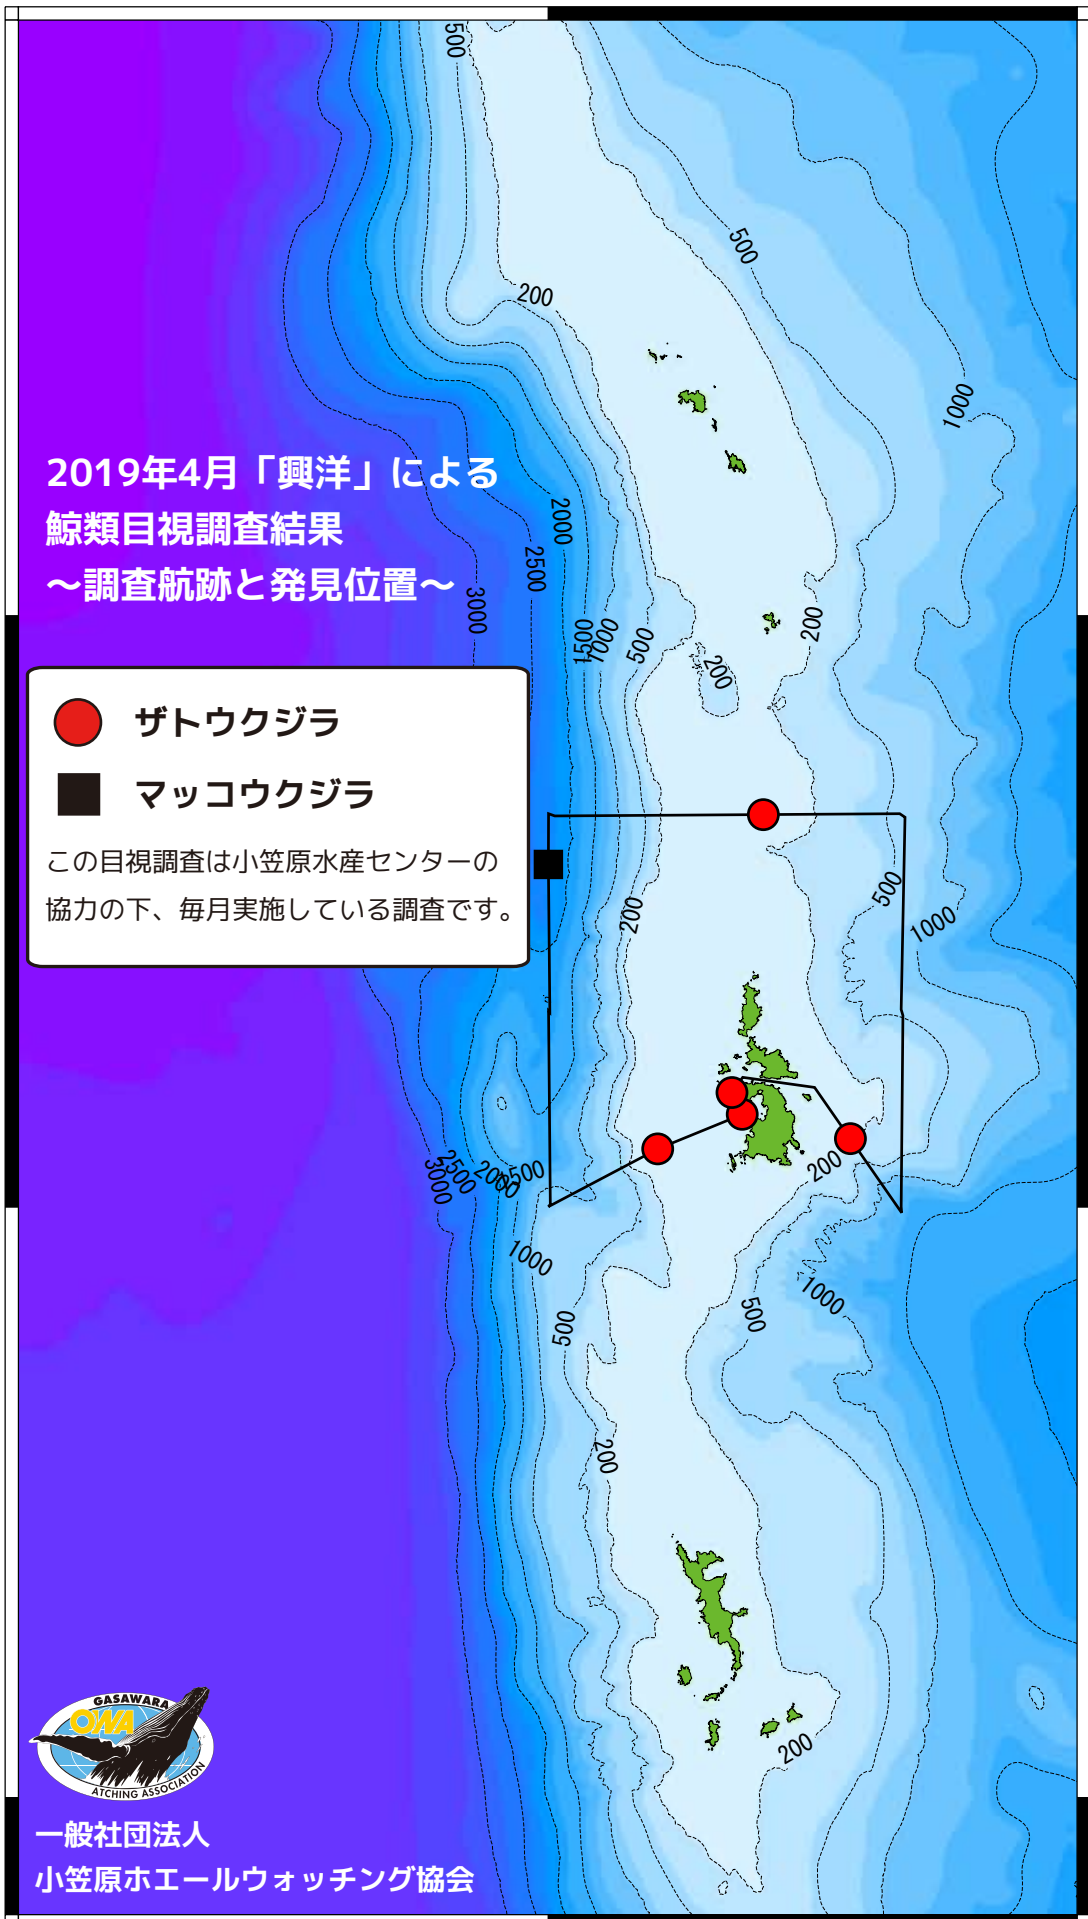 500
500
200
1000
2019年4月「興洋」による
鯨類目視調査結果
～調査航跡と発見位置～
2000
2500
3000
1500
1000
500
200
200
ザトウクジラ
マッコウクジラ
この目視調査は小笠原水産センターの
協力の下、毎月実施している調査です。
500
200
1000
3000
2500
2000
200
1000
1000
500
500
200
200
GASAWARA
OWA
ATCHING ASSOCIATION
一般社団法人
小笠原ホエールウォッチング協会